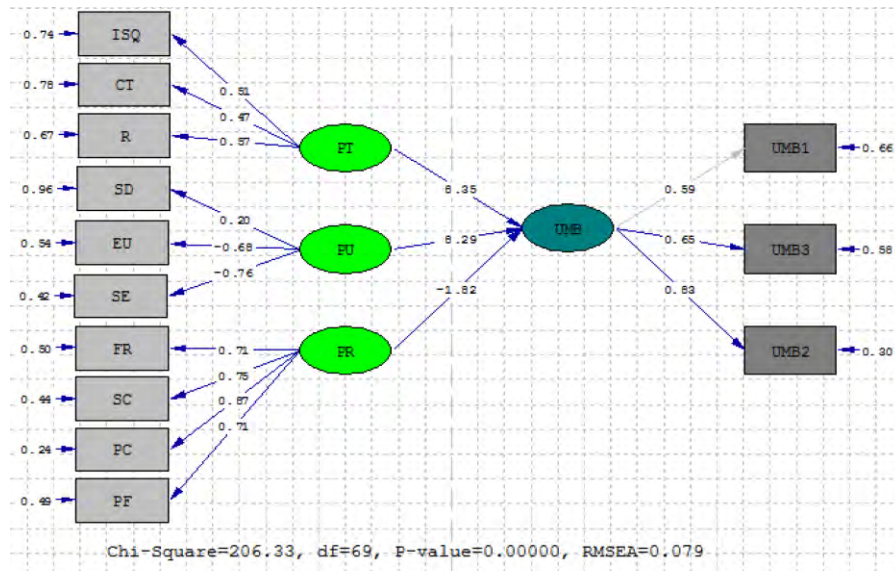 0.74 ISQ
0.78 CT
0.67 R
0.96 SD
0.54 EU
0.42 SE
0.50 FR
0.44 SC
0.24 PC
0.49 PF
0.51
0.47
0.57
0.20
-0.68
-0.76
0.71
0.75
0.87
0.71
PT
PU
PR
8.35
8.29
-1.82
UMB
0.59
0.65
0.83
UMB1 0.66
UMB3 0.58
UMB2 0.30
Chi-Square=206.33, df=69, P-value=0.00000, RMSEA=0.079